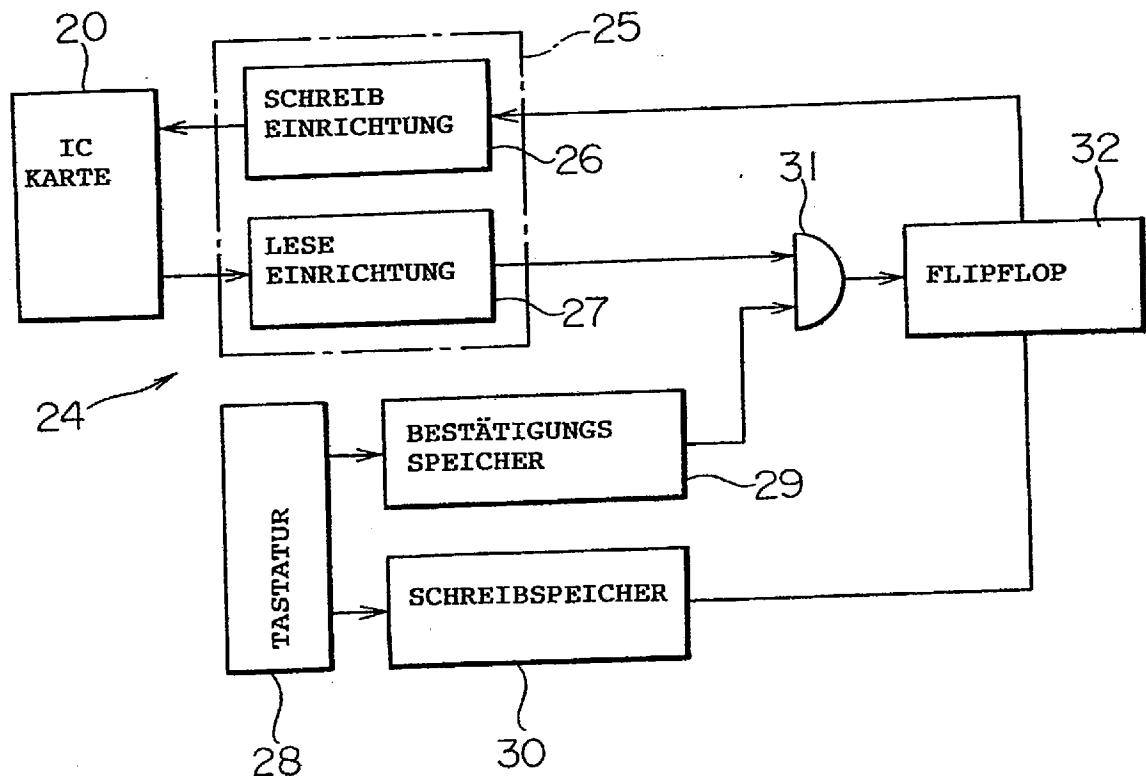 20
25
SCHREIB
EINRICHTUNG
26
IC
KARTE
31
32
LESE
EINRICHTUNG
27
FLIPFLOP
24
BESTÄTIGUNGS
SPEICHER
29
TASTATUR
SCHREIBSPEICHER
28
30